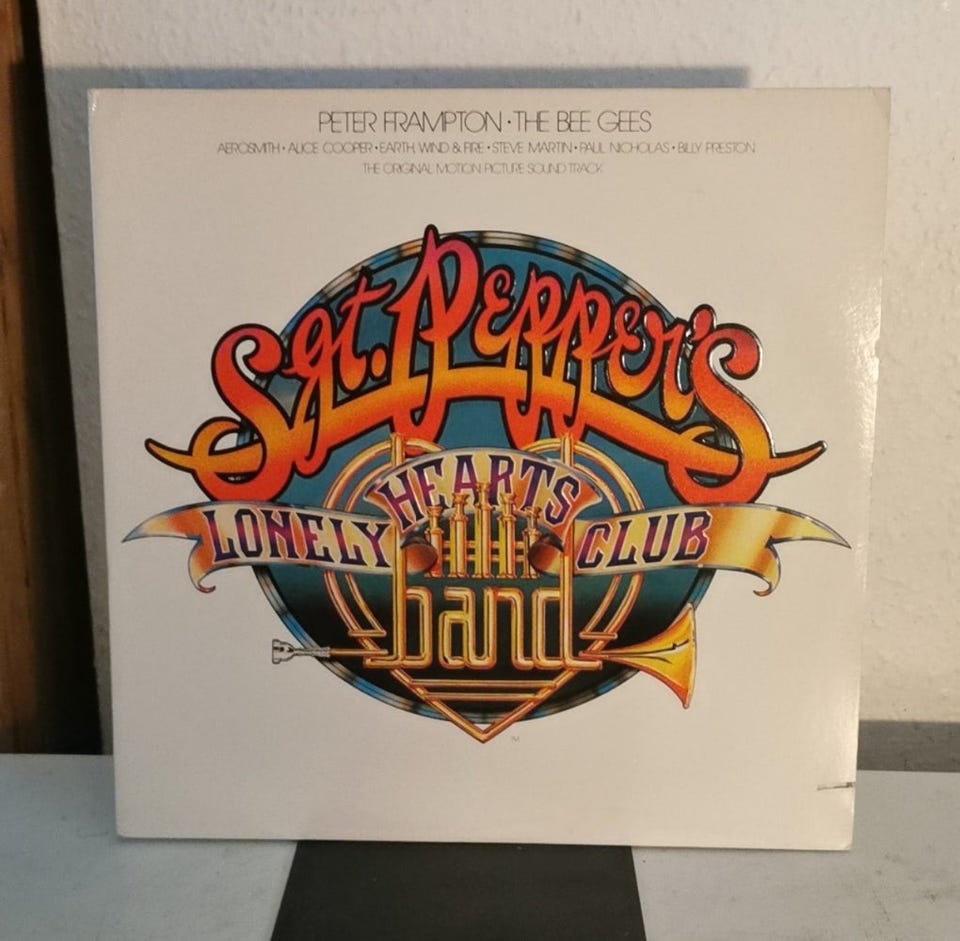 PETER FRAMPTON • THE BEE GEES
AEROSMITH • ALICE COOPER • EARTH, WIND & FIRE • STEVE MARTIN • PAUL NICHOLAS • BILLY PRESTON
THE ORIGINAL MOTION PICTURE SOUND TRACK
Sgt. Pepper's
LONELY HEARTS CLUB
band
TM